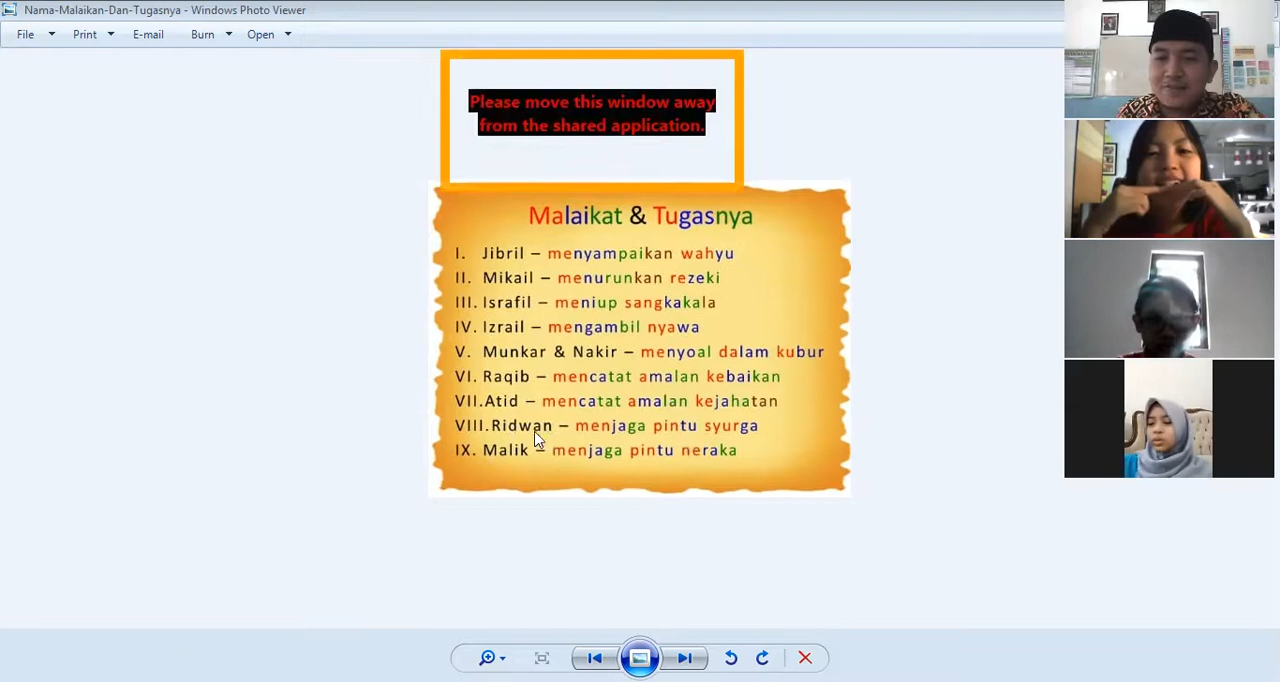 Nama-Malaikan-Dan-Tugasnya - Windows Photo Viewer
File Print E-mail Burn Open
Please move this window away
from the shared application.
Malaikat & Tugasnya
I. Jibril – menyampaikan wahyu
II. Mikail – menurunkan rezeki
III. Israfil – meniup sangkakala
IV. Izrail – mengambil nyawa
V. Munkar & Nakir – menyoal dalam kubur
VI. Raqib – mencatat amalan kebaikan
VII.Atid – mencatat amalan kejahatan
VIII.Ridwan – menjaga pintu syurga
IX. Malik – menjaga pintu neraka